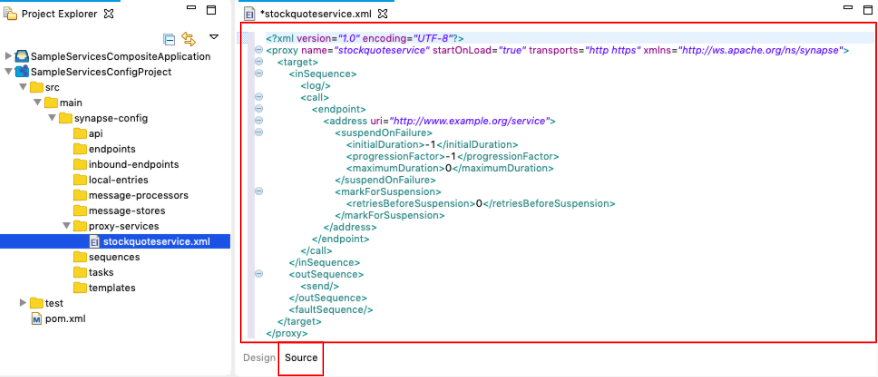 Project Explorer
SampleServicesCompositeApplication
SampleServicesConfigProject
src
main
synapse-config
api
endpoints
inbound-endpoints
local-entries
message-processors
message-stores
proxy-services
EI stockquoteservice.xml
sequences
tasks
templates
test
M pom.xml
EI *stockquoteservice.xml
<?xml version="1.0" encoding="UTF-8"?>
<proxy name="stockquoteservice" startOnLoad="true" transports="http https" xmlns="http://ws.apache.org/ns/synapse">
<target>
<inSequence>
<log/>
<call>
<endpoint>
<address uri="http://www.example.org/service">
<suspendOnFailure>
<initialDuration>-1</initialDuration>
<progressionFactor>-1</progressionFactor>
<maximumDuration>0</maximumDuration>
</suspendOnFailure>
<markForSuspension>
<retriesBeforeSuspension>0</retriesBeforeSuspension>
</markForSuspension>
</address>
</endpoint>
</call>
</inSequence>
<outSequence>
<send/>
</outSequence>
<faultSequence/>
</target>
</proxy>
Design Source